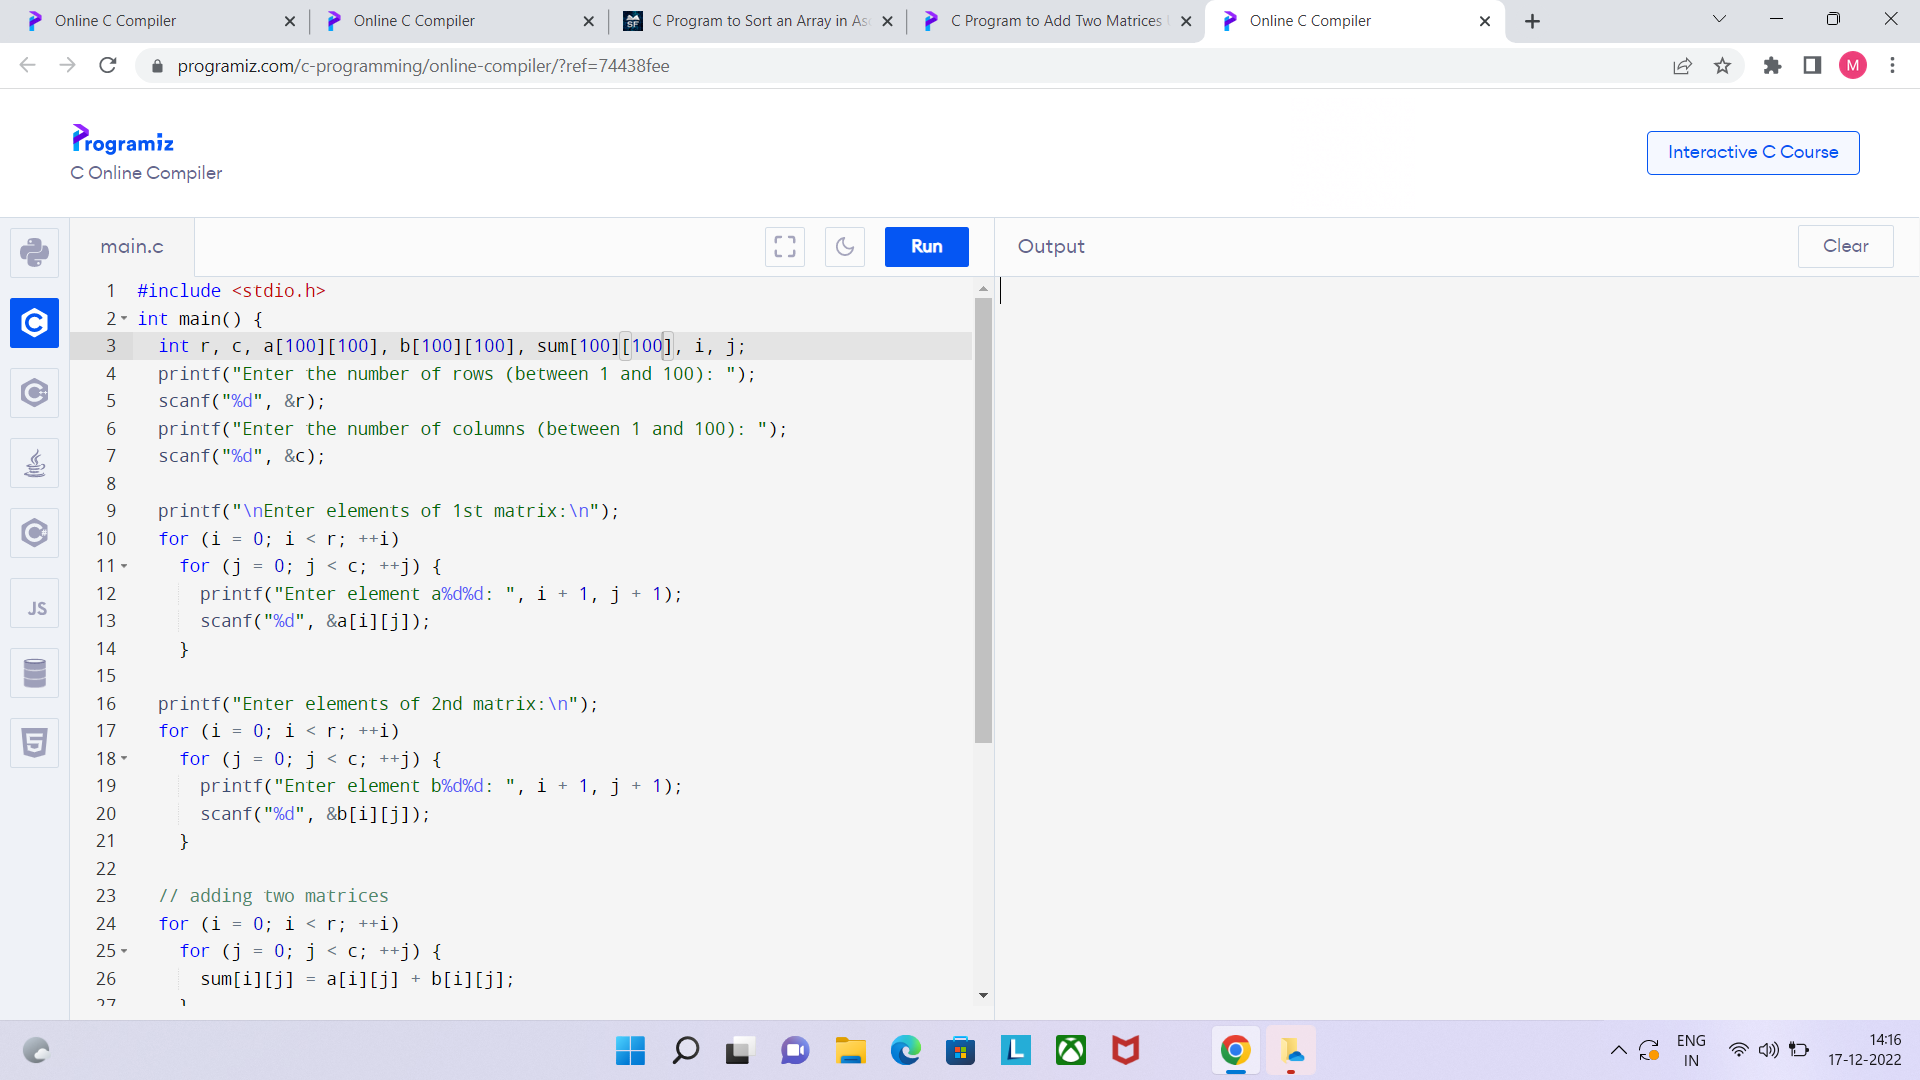 Online C Compiler
Online C Compiler
C Program to Sort an Array in Asc
C Program to Add Two Matrices
Online C Compiler
programiz.com/c-programming/online-compiler/?ref=74438fee
M
Programiz
C Online Compiler
Interactive C Course
main.c
Run
Output
Clear
1 #include <stdio.h>
2 int main() {
3 int r, c, a[100][100], b[100][100], sum[100][100], i, j;
4 printf("Enter the number of rows (between 1 and 100): ");
5 scanf("%d", &r);
6 printf("Enter the number of columns (between 1 and 100): ");
7 scanf("%d", &c);
8
9 printf("\nEnter elements of 1st matrix:\n");
10 for (i = 0; i < r; ++i)
11 for (j = 0; j < c; ++j) {
12 printf("Enter element a%d%d: ", i + 1, j + 1);
13 scanf("%d", &a[i][j]);
14 }
15
16 printf("Enter elements of 2nd matrix:\n");
17 for (i = 0; i < r; ++i)
18 for (j = 0; j < c; ++j) {
19 printf("Enter element b%d%d: ", i + 1, j + 1);
20 scanf("%d", &b[i][j]);
21 }
22
23 // adding two matrices
24 for (i = 0; i < r; ++i)
25 for (j = 0; j < c; ++j) {
26 sum[i][j] = a[i][j] + b[i][j];
27 }
JS
ENG
IN
14:16
17-12-2022